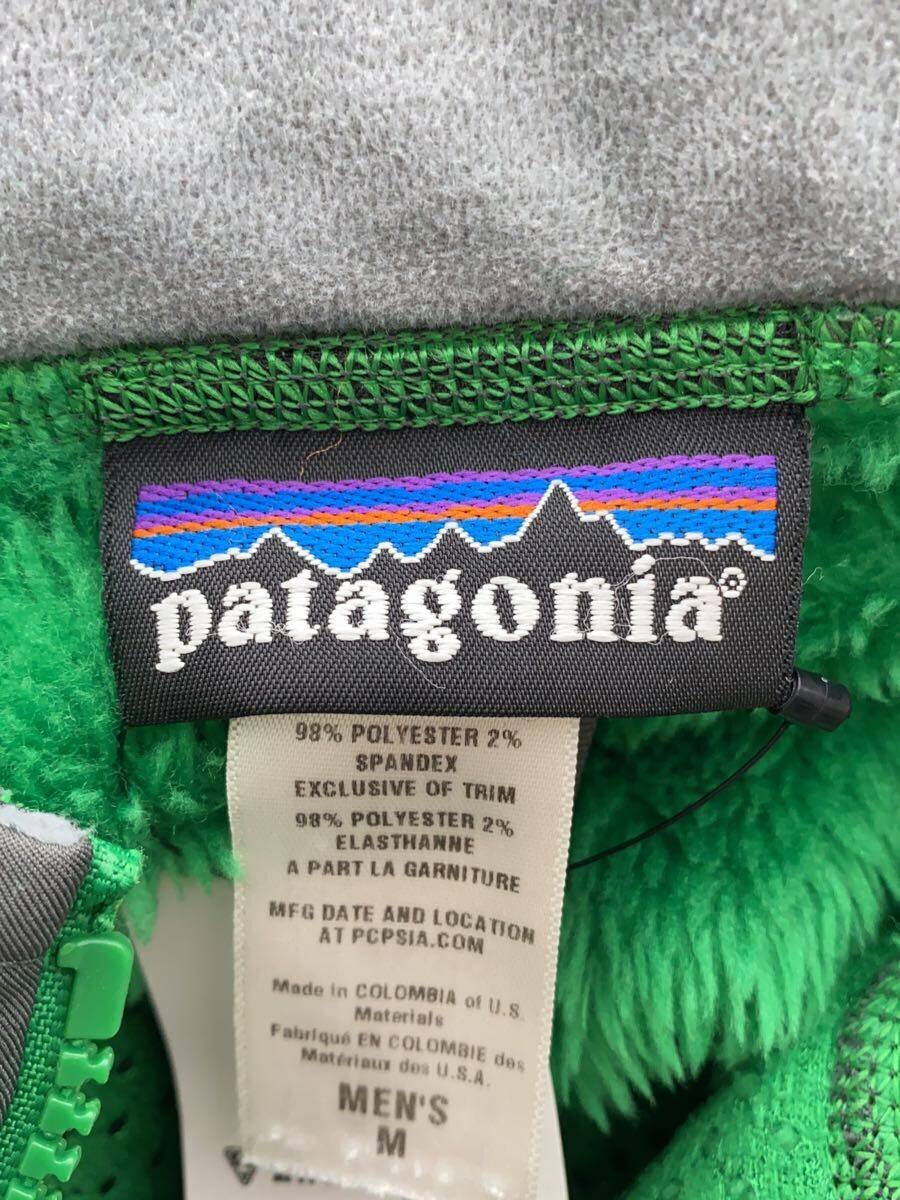 patagonia®
98% POLYESTER 2%
SPANDEX
EXCLUSIVE OF TRIM
98% POLYESTER 2%
ELASTHANNE
A PART LA GARNITURE
MFG DATE AND LOCATION
AT PCPSIA.COM
Made in COLOMBIA of U.S.
Materials
Fabriqué EN COLOMBIE des
Matériaux des U.S.A.
MEN'S
M